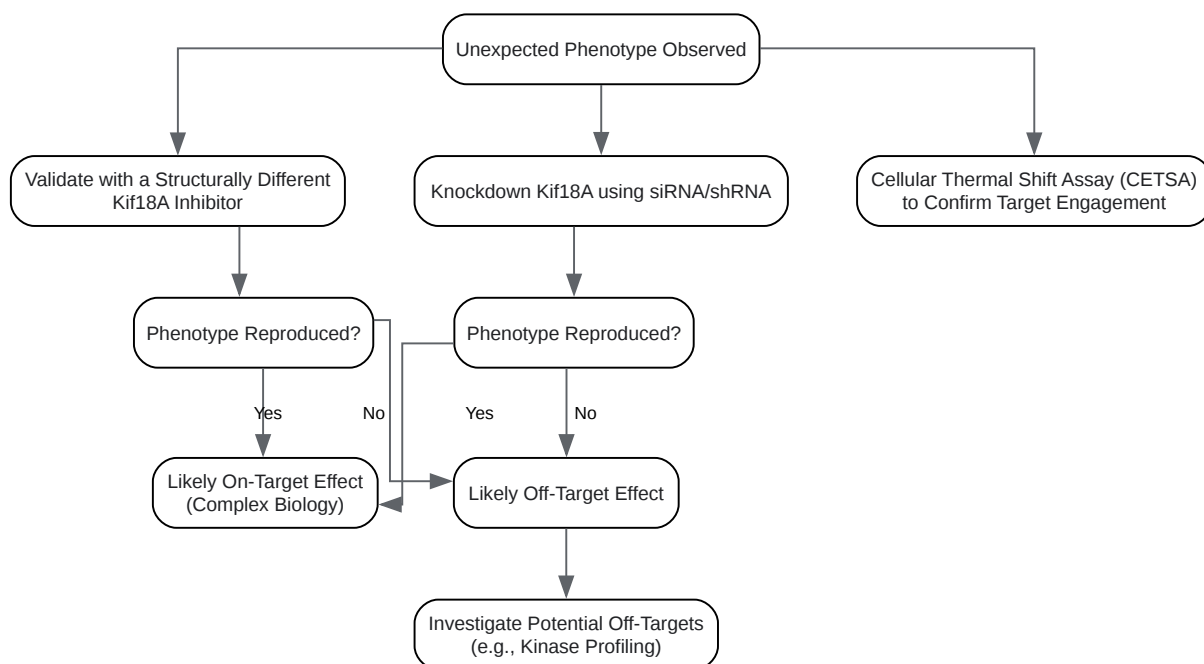 Unexpected Phenotype Observed
Validate with a Structurally Different
Kif18A Inhibitor
Knockdown Kif18A using siRNA/shRNA
Cellular Thermal Shift Assay (CETSA)
to Confirm Target Engagement
Phenotype Reproduced?
Phenotype Reproduced?
Yes
No
Yes
No
Likely On-Target Effect
(Complex Biology)
Likely Off-Target Effect
Investigate Potential Off-Targets
(e.g., Kinase Profiling)